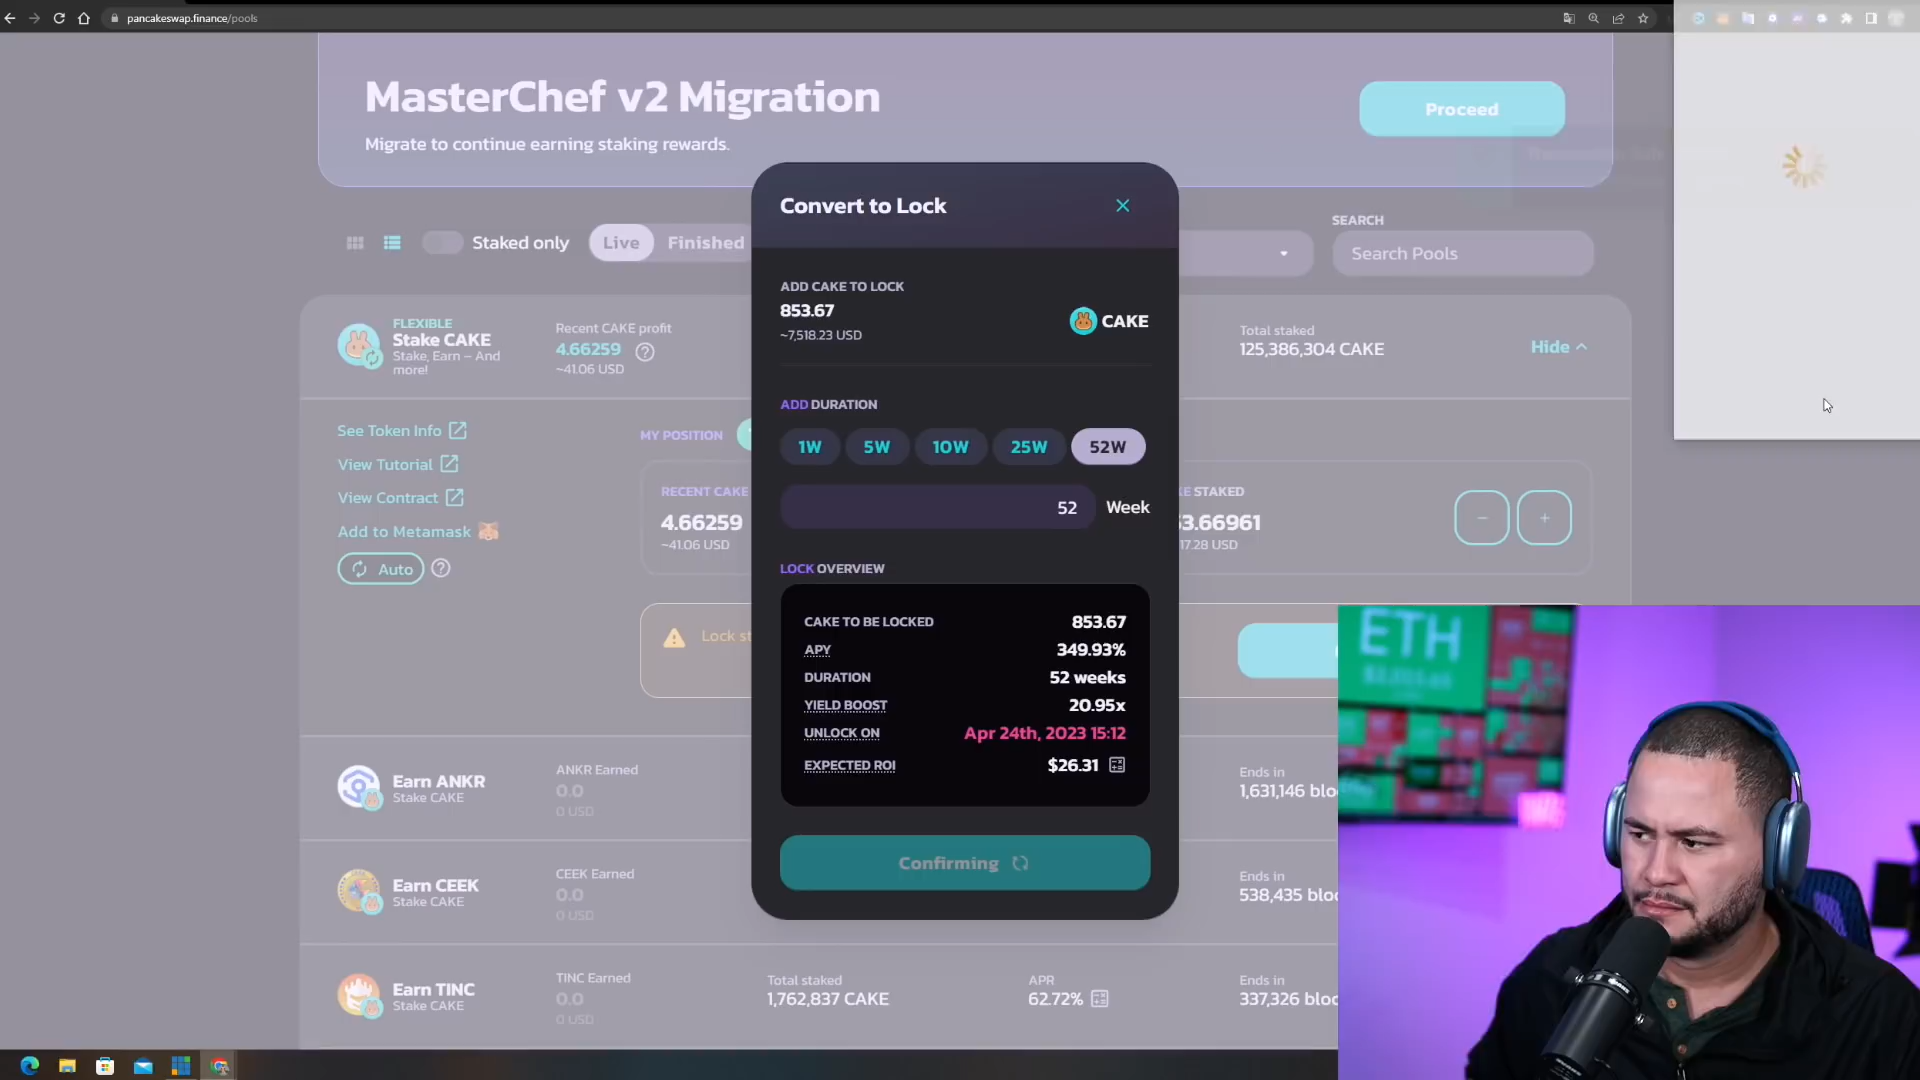 pancakeswap.finance/pools
MasterChef v2 Migration
Migrate to continue earning staking rewards.
Proceed
Staked only
Live
Finished
SEARCH
Search Pools
FLEXIBLE
Stake CAKE
Stake, Earn – And
more!
Recent CAKE profit
4.66259
~41.06 USD
Total staked
125,386,304 CAKE
Hide
See Token Info
View Tutorial
View Contract
Add to Metamask
Auto
MY POSITION
RECENT CAKE
4.66259
~41.06 USD
STAKED
3.66961
17.28 USD
Lock st
Convert to Lock
ADD CAKE TO LOCK
853.67
~7,518.23 USD
CAKE
ADD DURATION
1W
5W
10W
25W
52W
52
Week
LOCK OVERVIEW
CAKE TO BE LOCKED 853.67
APY 349.93%
DURATION 52 weeks
YIELD BOOST 20.95x
UNLOCK ON Apr 24th, 2023 15:12
EXPECTED ROI $26.31
Confirming
Earn ANKR
Stake CAKE
ANKR Earned
0.0
0 USD
Ends in
1,631,146 blo
Earn CEEK
Stake CAKE
CEEK Earned
0.0
0 USD
Ends in
538,435 blo
Earn TINC
Stake CAKE
TINC Earned
0.0
0 USD
Total staked
1,762,837 CAKE
APR
62.72%
Ends in
337,326 bloc
ETH